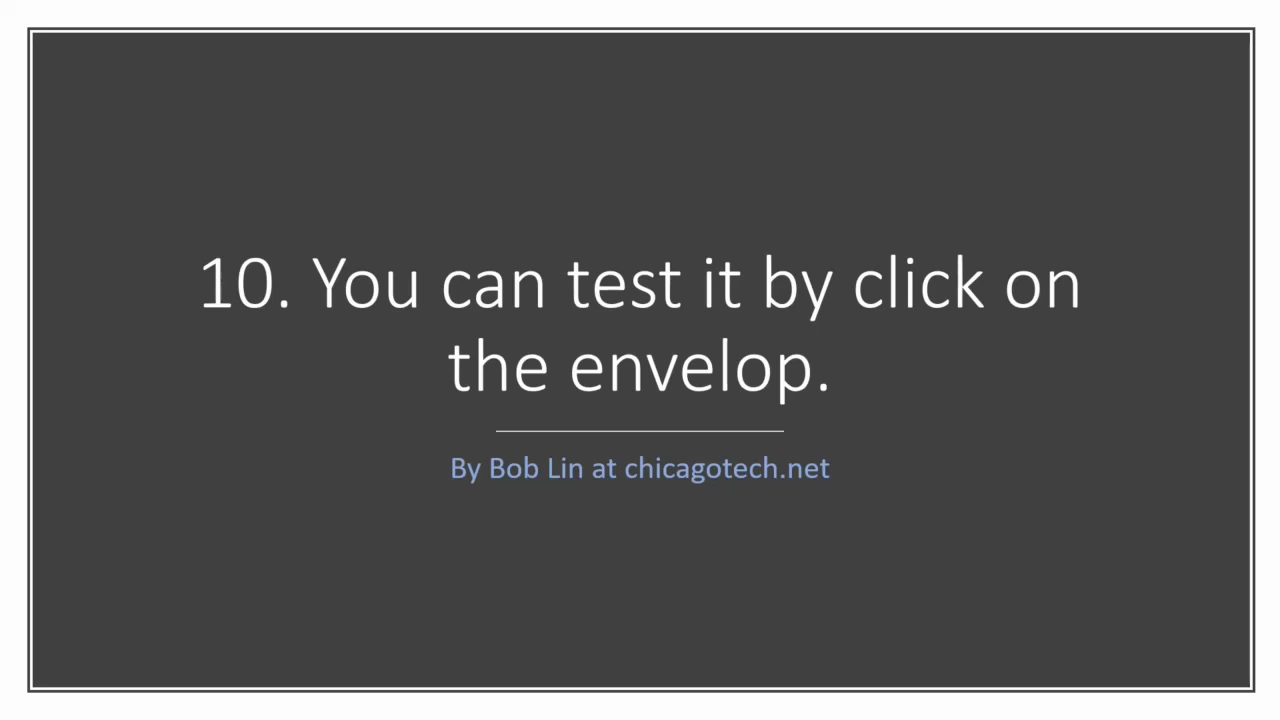 10. You can test it by click on
the envelop.
By Bob Lin at chicagotech.net